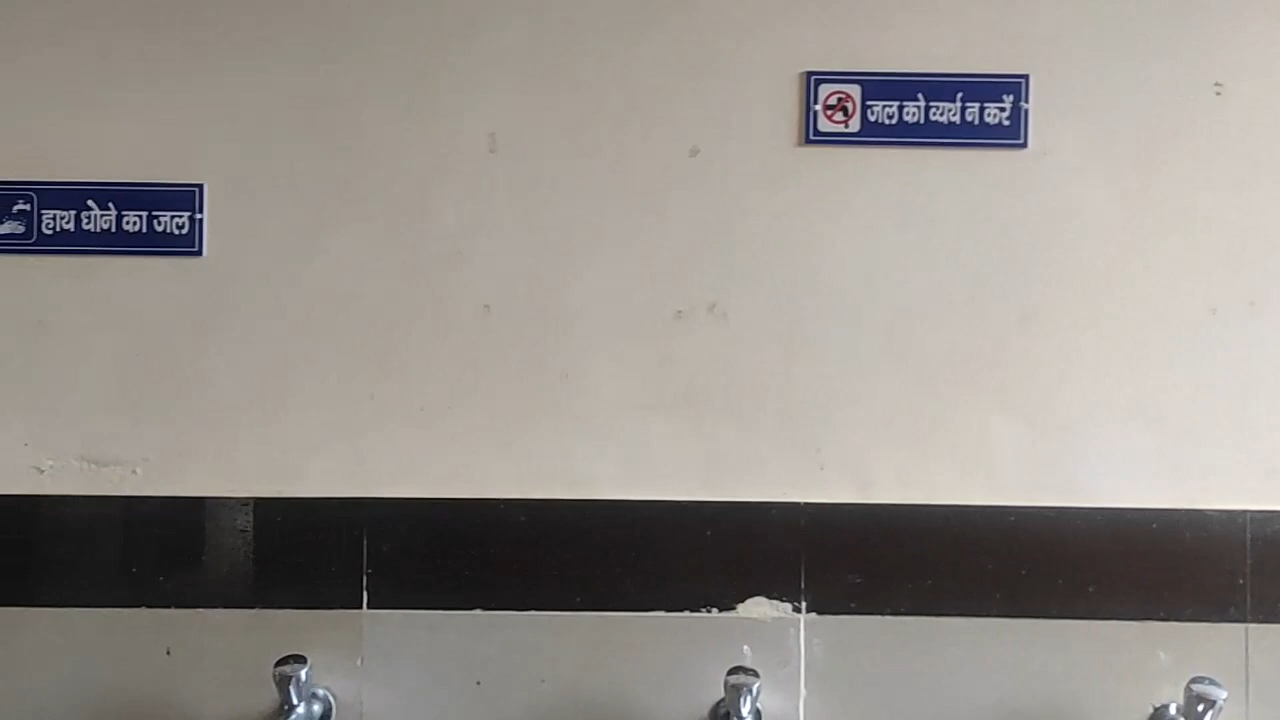 हाथ धोने का जल
जल को व्यर्थ न करें